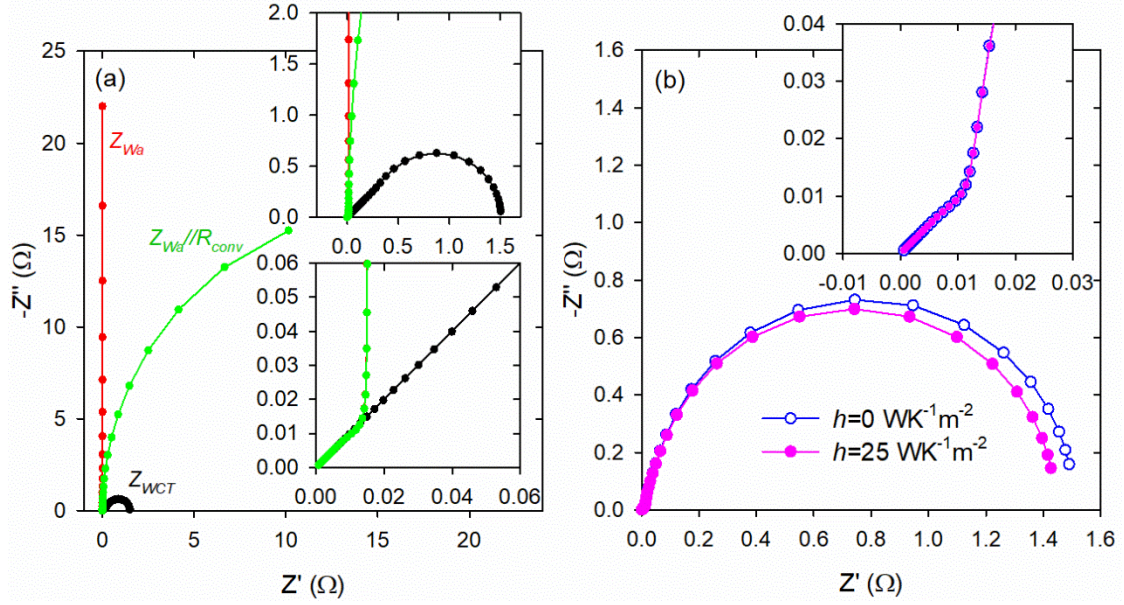 (a)
25
20
15
10
5
0
-Z'' (Ω)
0 5 10 15 20
Z' (Ω)
Z_Wa
Z_Wa//R_conv
Z_WCT
2.0
1.5
1.0
0.5
0.0
0.0 0.5 1.0 1.5
0.06
0.05
0.04
0.03
0.02
0.01
0.00
0.00 0.02 0.04 0.06
(b)
1.6
1.4
1.2
1.0
0.8
0.6
0.4
0.2
0.0
-Z'' (Ω)
0.0 0.2 0.4 0.6 0.8 1.0 1.2 1.4 1.6
Z' (Ω)
0.04
0.03
0.02
0.01
0.00
-0.01 0.00 0.01 0.02 0.03
h=0 WK⁻¹m⁻²
h=25 WK⁻¹m⁻²